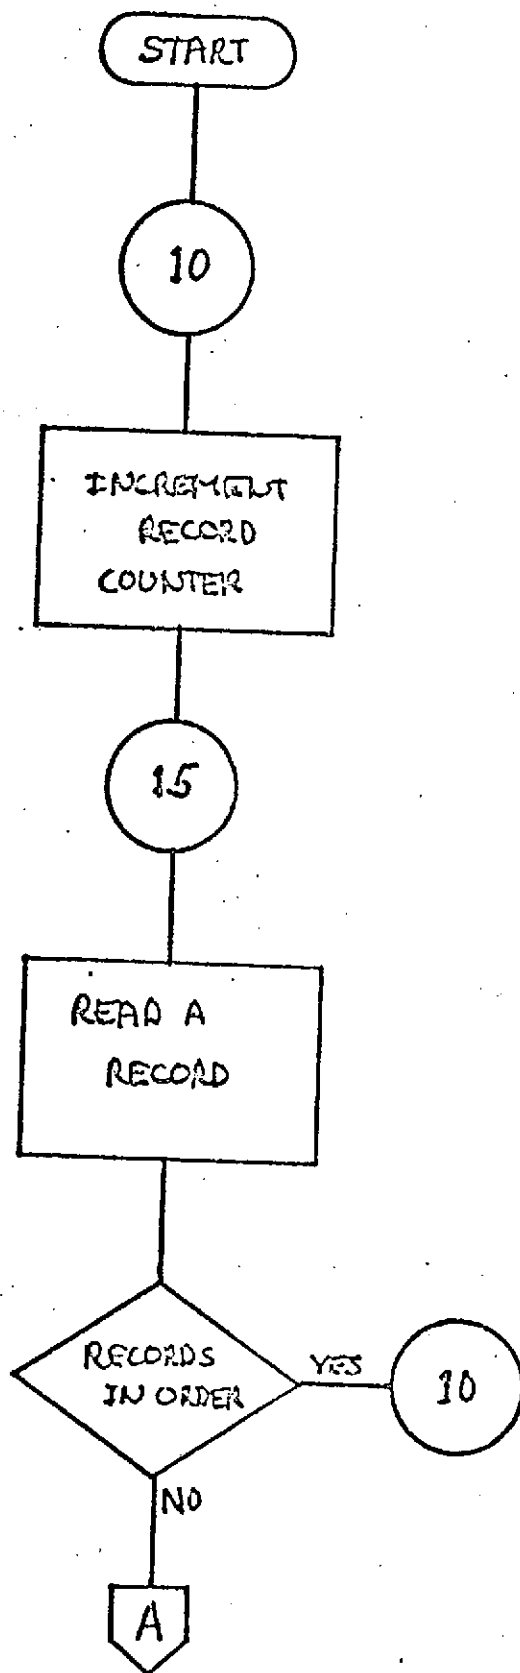 START
10
INCREMENT
RECORD
COUNTER
15
READ A
RECORD
RECORDS
IN ORDER
YES
10
NO
A